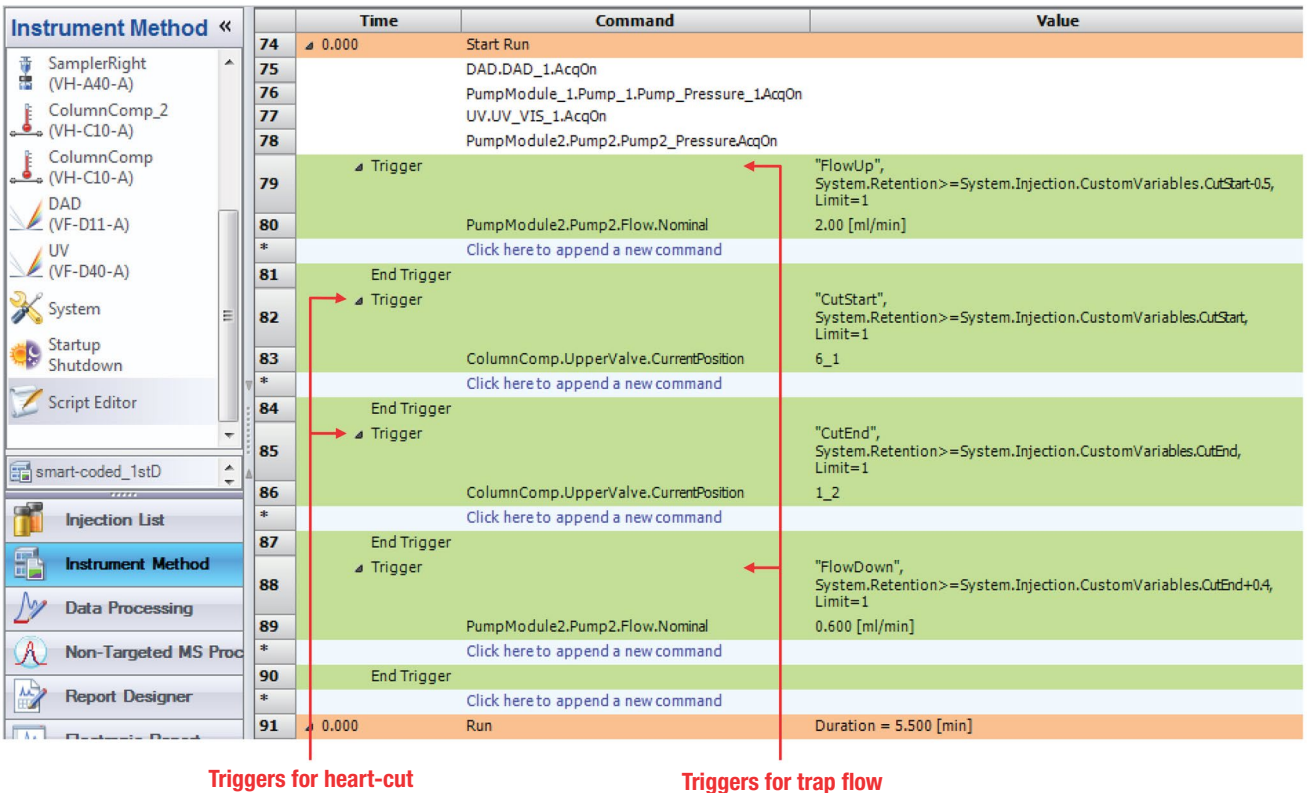 Instrument Method «
SamplerRight
(VH-A40-A)
ColumnComp_2
(VH-C10-A)
ColumnComp
(VH-C10-A)
DAD
(VF-D11-A)
UV
(VF-D40-A)
System
Startup
Shutdown
Script Editor
smart-coded_1stD
Injection List
Instrument Method
Data Processing
Non-Targeted MS Proc
Report Designer
Time Command Value
74 0.000 Start Run
75 DAD.DAD_1.AcqOn
76 PumpModule_1.Pump_1.Pump_Pressure_1.AcqOn
77 UV.UV_VIS_1.AcqOn
78 PumpModule2.Pump2.Pump2_Pressure.AcqOn
79 Trigger "FlowUp",
System.Retention>=System.Injection.CustomVariables.CutStart-0.5,
Limit=1
80 PumpModule2.Pump2.Flow.Nominal 2.00 [ml/min]
* Click here to append a new command
81 End Trigger
82 Trigger "CutStart",
System.Retention>=System.Injection.CustomVariables.CutStart,
Limit=1
83 ColumnComp.UpperValve.CurrentPosition 6_1
* Click here to append a new command
84 End Trigger
85 Trigger "CutEnd",
System.Retention>=System.Injection.CustomVariables.CutEnd,
Limit=1
86 ColumnComp.UpperValve.CurrentPosition 1_2
* Click here to append a new command
87 End Trigger
88 Trigger "FlowDown",
System.Retention>=System.Injection.CustomVariables.CutEnd+0.4,
Limit=1
89 PumpModule2.Pump2.Flow.Nominal 0.600 [ml/min]
* Click here to append a new command
90 End Trigger
* Click here to append a new command
91 0.000 Run Duration = 5.500 [min]
Triggers for heart-cut Triggers for trap flow